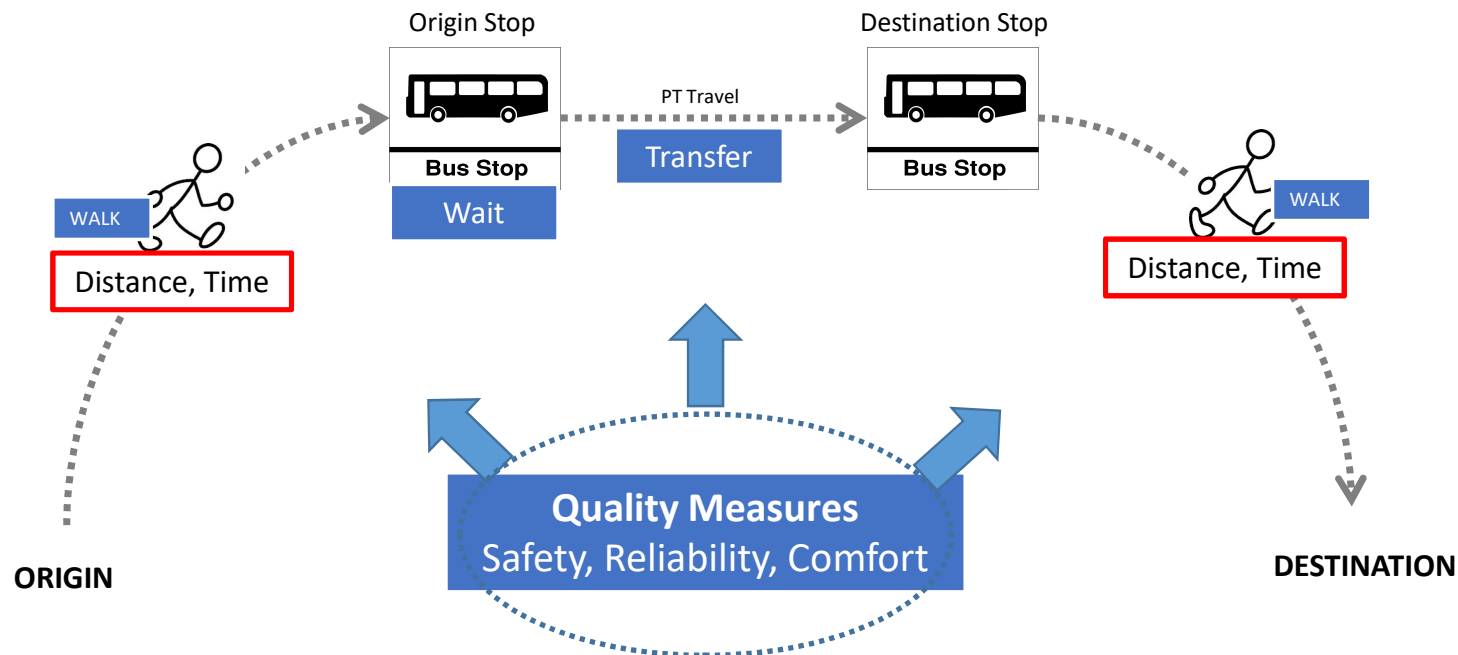 Origin Stop
Destination Stop
PT Travel
Bus Stop
Transfer
Bus Stop
WALK
Wait
WALK
Distance, Time
Distance, Time
Quality Measures
Safety, Reliability, Comfort
ORIGIN
DESTINATION